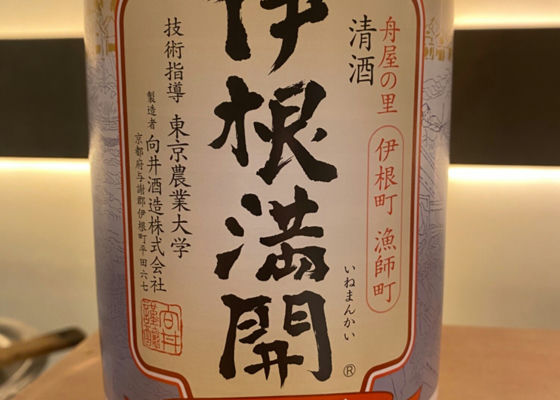 舟屋の里
伊根町 漁師町
清酒
伊根満開
いねまんかい
®
技術指導 東京農業大学
製造者 向井酒造株式会社
京都府与謝郡伊根町平田六七